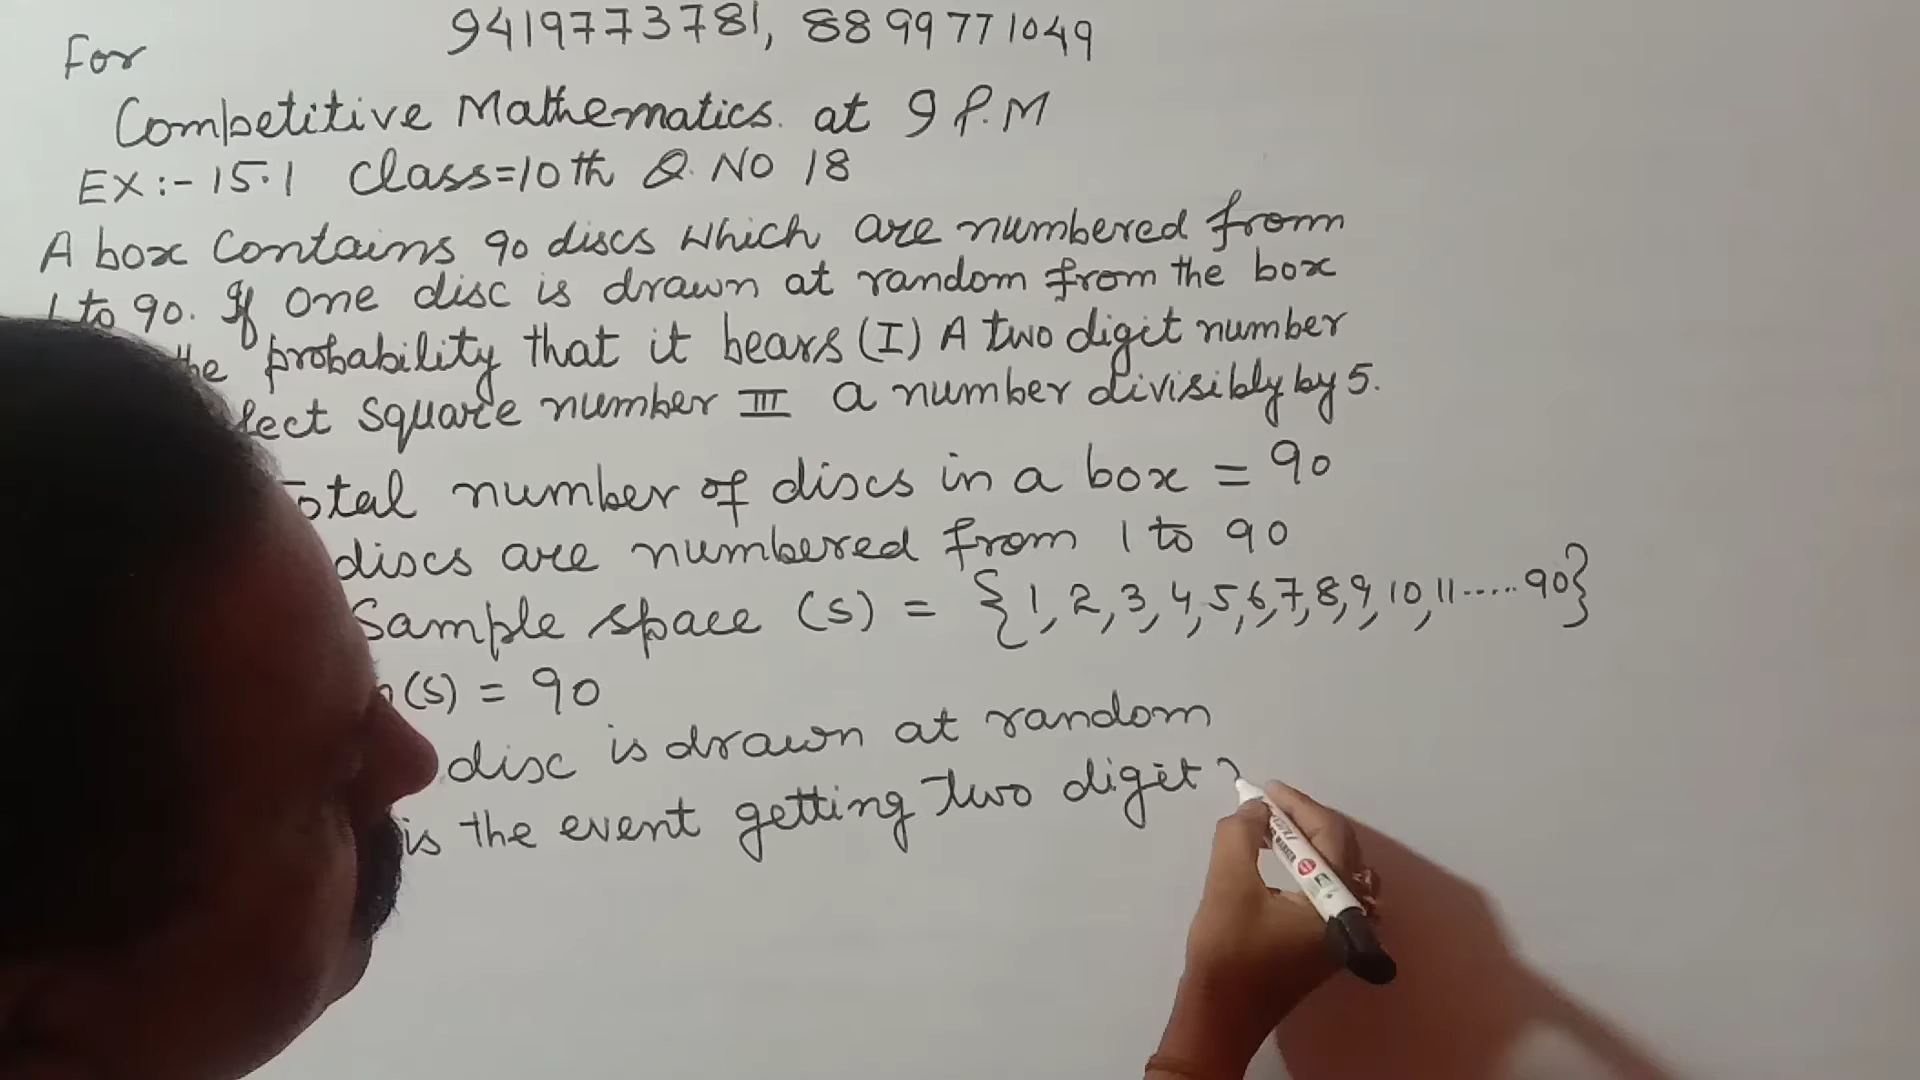 9419773781, 8899771049
For
Competitive Mathematics. at 9 P.M
EX:- 15.1 Class=10th Q. NO 18
A box contains 90 discs which are numbered from
1 to 90. If one disc is drawn at random from the box
the probability that it bears (I) A two digit number
fect square number III a number divisibly by 5.
Total number of discs in a box = 90
discs are numbered from 1 to 90
Sample space (S) = {1, 2, 3, 4, 5, 6, 7, 8, 9, 10, 11 ..... 90}
n(S) = 90
disc is drawn at random
is the event getting two digit